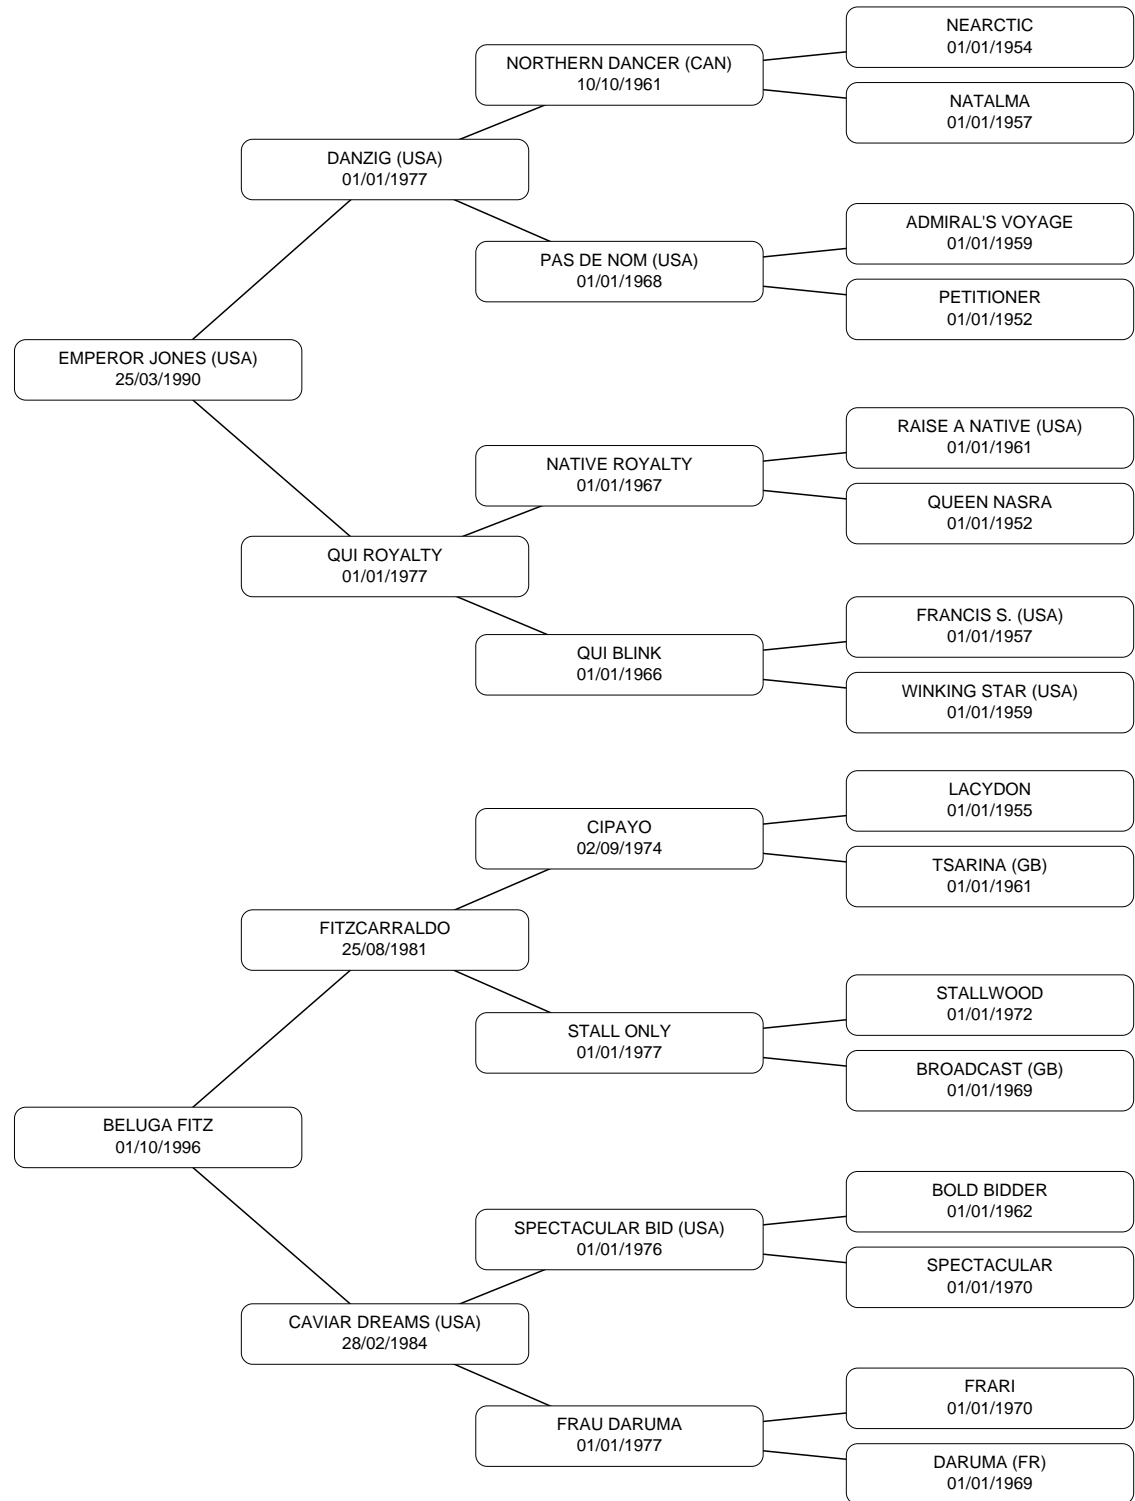 NEARCTIC
01/01/1954
NORTHERN DANCER (CAN)
10/10/1961
NATALMA
01/01/1957
DANZIG (USA)
01/01/1977
ADMIRAL'S VOYAGE
01/01/1959
PAS DE NOM (USA)
01/01/1968
PETITIONER
01/01/1952
EMPEROR JONES (USA)
25/03/1990
RAISE A NATIVE (USA)
01/01/1961
NATIVE ROYALTY
01/01/1967
QUEEN NASRA
01/01/1952
QUI ROYALTY
01/01/1977
FRANCIS S. (USA)
01/01/1957
QUI BLINK
01/01/1966
WINKING STAR (USA)
01/01/1959
LACYDON
01/01/1955
CIPAYO
02/09/1974
TSARINA (GB)
01/01/1961
FITZCARRALDO
25/08/1981
STALLWOOD
01/01/1972
STALL ONLY
01/01/1977
BROADCAST (GB)
01/01/1969
BELUGA FITZ
01/10/1996
BOLD BIDDER
01/01/1962
SPECTACULAR BID (USA)
01/01/1976
SPECTACULAR
01/01/1970
CAVIAR DREAMS (USA)
28/02/1984
FRARI
01/01/1970
FRAU DARUMA
01/01/1977
DARUMA (FR)
01/01/1969